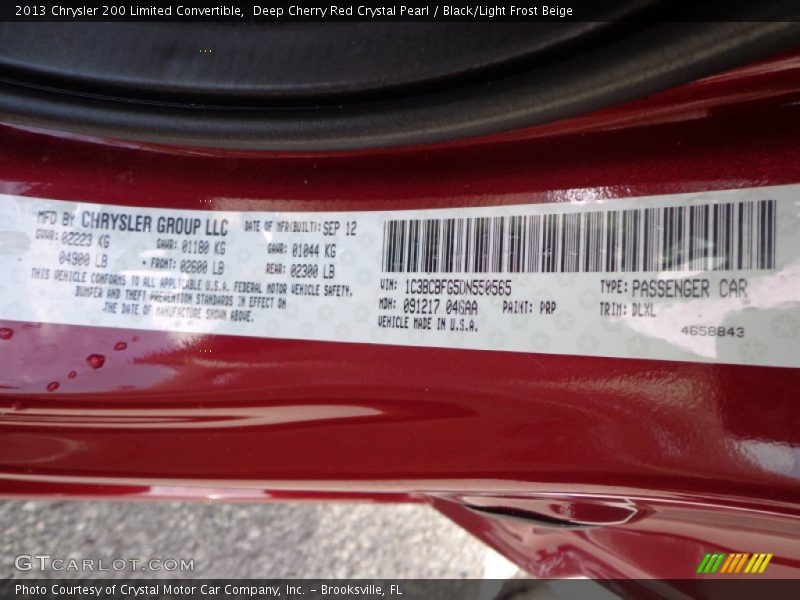 2013 Chrysler 200 Limited Convertible,  Deep Cherry Red Crystal Pearl / Black/Light Frost Beige
MFD BY CHRYSLER GROUP LLC DATE OF MFR(BUILT): SEP 12
GVWR: 02223 KG GAWR: 01180 KG GAWR: 01044 KG
04900 LB * FRONT: 02600 LB REAR: 02300 LB
THIS VEHICLE CONFORMS TO ALL APPLICABLE U.S.A. FEDERAL MOTOR VEHICLE SAFETY,
BUMPER AND THEFT PREVENTION STANDARDS IN EFFECT ON
THE DATE OF MANUFACTURE SHOWN ABOVE.
VIN: 1C3BCBFG5DN550565 TYPE: PASSENGER CAR
MDH: 091217 046AA PAINT: PRP TRIM: DLXL
VEHICLE MADE IN U.S.A. 4658843
GTCARLOT.COM
Photo Courtesy of Crystal Motor Car Company, Inc. – Brooksville, FL